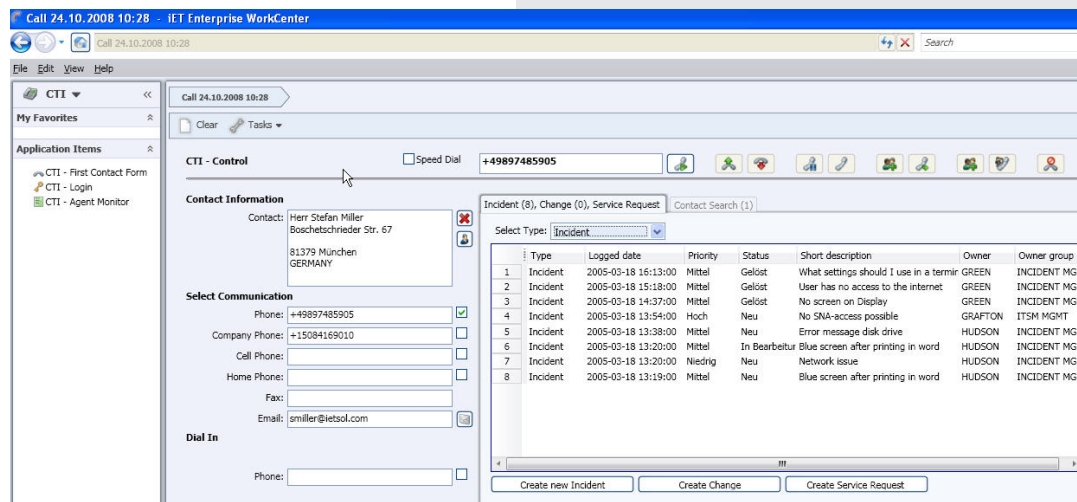 Call 24.10.2008 10:28 - iET Enterprise WorkCenter
Call 24.10.2008 10:28
Search
File Edit View Help
CTI
«
Call 24.10.2008 10:28
My Favorites
Clear Tasks
Application Items
CTI - First Contact Form
CTI - Login
CTI - Agent Monitor
CTI - Control
Speed Dial
+49897485905
Contact Information
Contact: Herr Stefan Miller
Boschetschrieder Str. 67
81379 München
GERMANY
Select Communication
Phone: +49897485905
Company Phone: +15084169010
Cell Phone:
Home Phone:
Fax:
Email: smiller@ietsol.com
Dial In
Phone:
Incident (8), Change (0), Service Request Contact Search (1)
Select Type: Incident
Type Logged date Priority Status Short description Owner Owner group
1 Incident 2005-03-18 16:13:00 Mittel Gelöst What settings should I use in a termin GREEN INCIDENT MG
2 Incident 2005-03-18 15:18:00 Mittel Gelöst User has no access to the internet GREEN INCIDENT MG
3 Incident 2005-03-18 14:37:00 Mittel Gelöst No screen on Display GREEN INCIDENT MG
4 Incident 2005-03-18 13:54:00 Hoch Neu No SNA-access possible GRAFTON ITSM MGMT
5 Incident 2005-03-18 13:38:00 Mittel Neu Error message disk drive HUDSON INCIDENT MG
6 Incident 2005-03-18 13:20:00 Mittel In Bearbeitur Blue screen after printing in word HUDSON INCIDENT MG
7 Incident 2005-03-18 13:20:00 Niedrig Neu Network issue HUDSON INCIDENT MG
8 Incident 2005-03-18 13:19:00 Mittel Neu Blue screen after printing in word HUDSON INCIDENT MG
Create new Incident Create Change Create Service Request